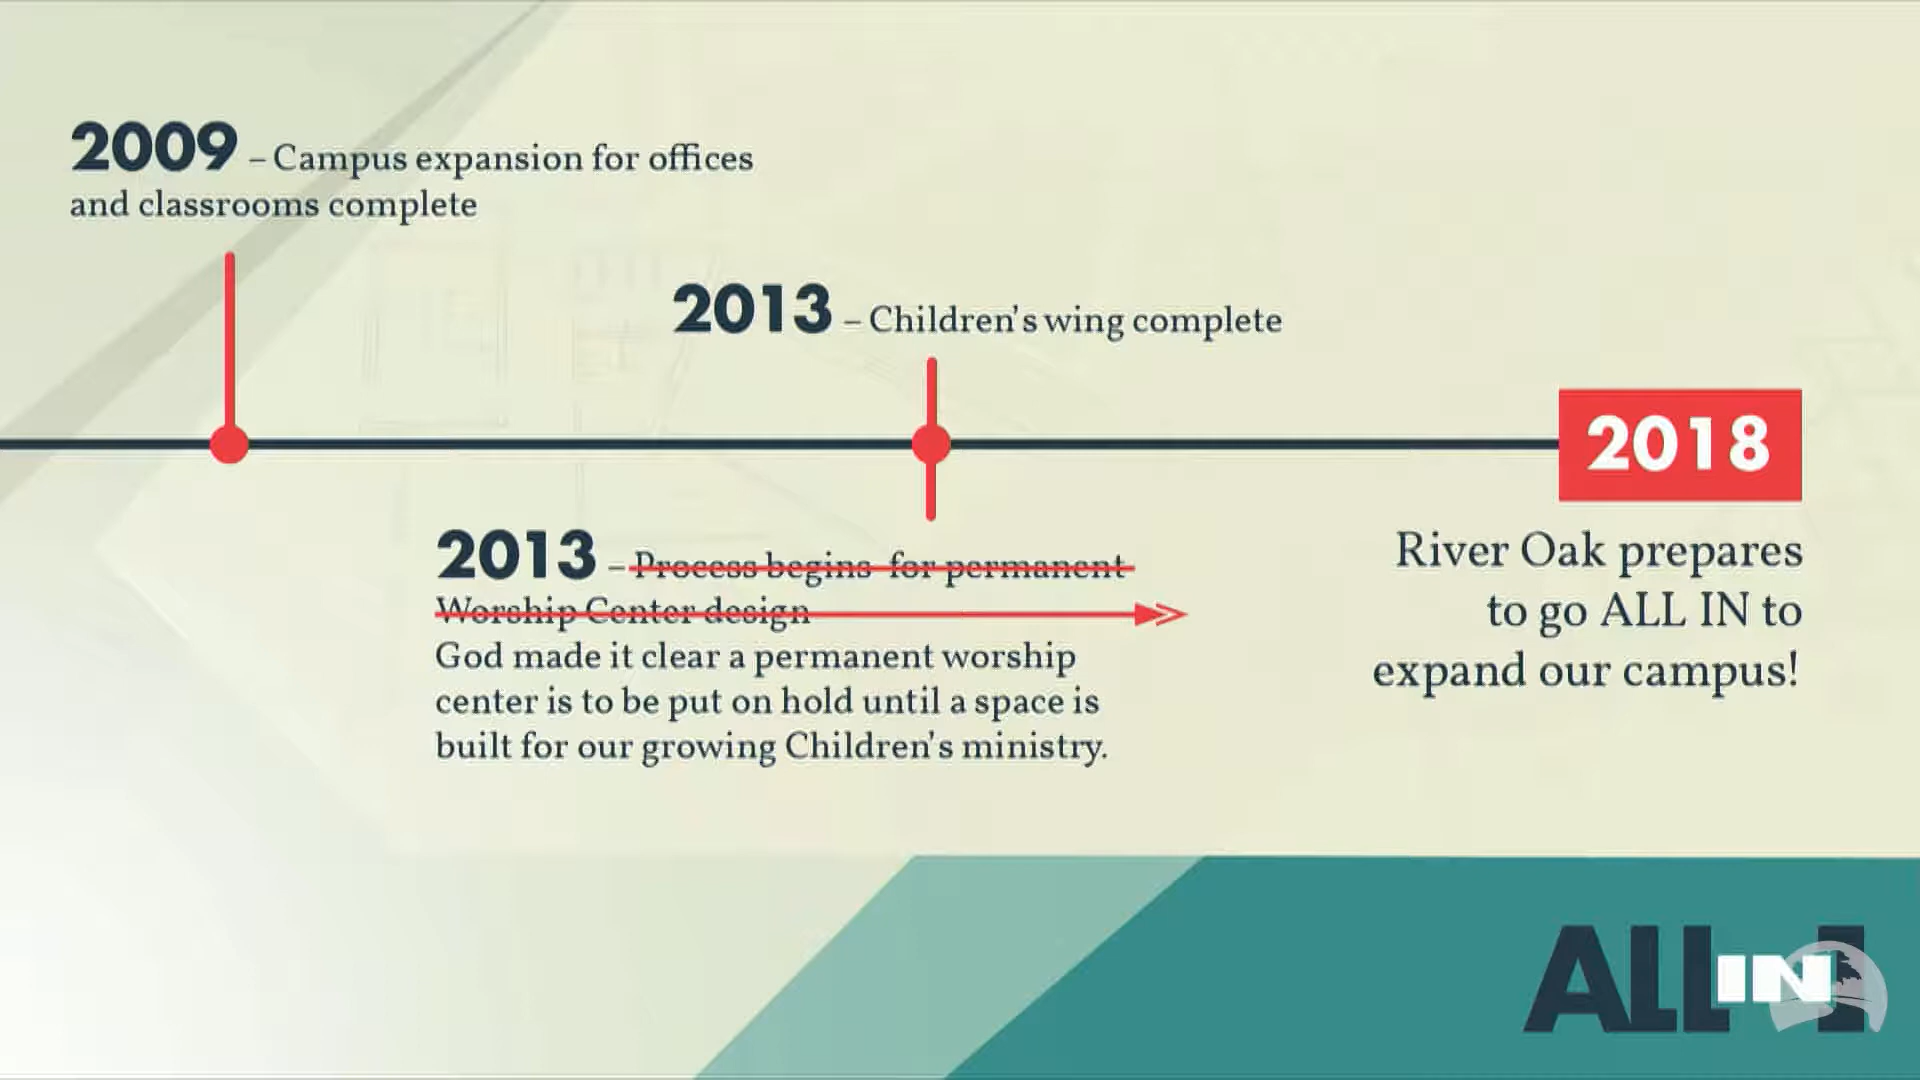 2009 – Campus expansion for offices
and classrooms complete
2013 – Children's wing complete
2018
2013 – Process begins for permanent
Worship Center design
God made it clear a permanent worship
center is to be put on hold until a space is
built for our growing Children's ministry.
River Oak prepares
to go ALL IN to
expand our campus!
ALL IN